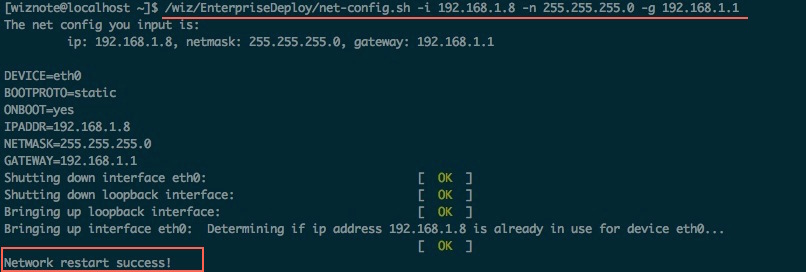 [wiznote@localhost ~]$ /wiz/EnterpriseDeploy/net-config.sh -i 192.168.1.8 -n 255.255.255.0 -g 192.168.1.1
The net config you input is:
ip: 192.168.1.8, netmask: 255.255.255.0, gateway: 192.168.1.1
DEVICE=eth0
BOOTPROTO=static
ONBOOT=yes
IPADDR=192.168.1.8
NETMASK=255.255.255.0
GATEWAY=192.168.1.1
Shutting down interface eth0: [ OK ]
Shutting down loopback interface: [ OK ]
Bringing up loopback interface: [ OK ]
Bringing up interface eth0: Determining if ip address 192.168.1.8 is already in use for device eth0...
[ OK ]
Network restart success!